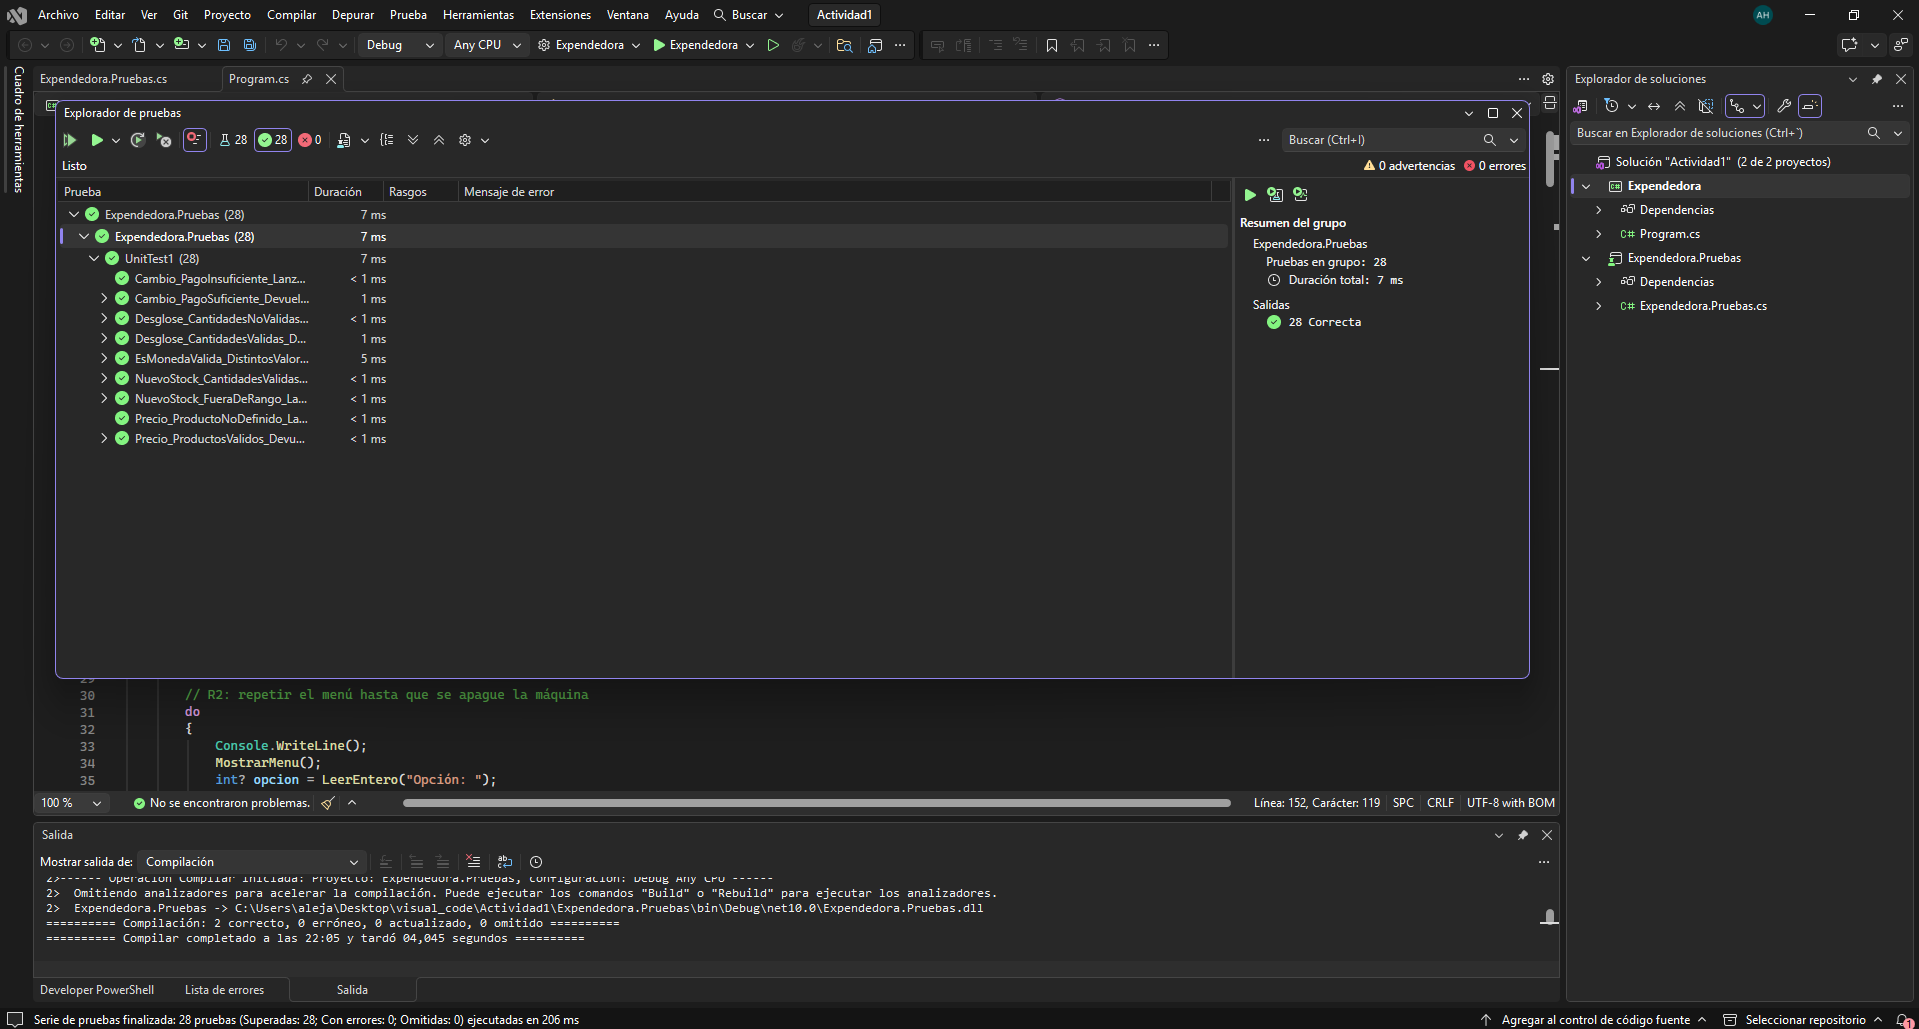 Archivo Editar Ver Git Proyecto Compilar Depurar Prueba Herramientas Extensiones Ventana Ayuda Buscar Actividad1 AH
Debug Any CPU Expendedora Expendedora
Cuadro de herramientas
Expendedora.Pruebas.cs Program.cs
Explorador de pruebas
28 28 0 Buscar (Ctrl+I)
Listo 0 advertencias 0 errores
Prueba Duración Rasgos Mensaje de error
Expendedora.Pruebas (28) 7 ms
Expendedora.Pruebas (28) 7 ms
UnitTest1 (28) 7 ms
Cambio_PagoInsuficiente_Lanz... < 1 ms
Cambio_PagoSuficiente_Devuel... 1 ms
Desglose_CantidadesNoValidas... < 1 ms
Desglose_CantidadesValidas_D... 1 ms
EsMonedaValida_DistintosValor... 5 ms
NuevoStock_CantidadesValidas... < 1 ms
NuevoStock_FueraDeRango_La... < 1 ms
Precio_ProductoNoDefinido_La... < 1 ms
Precio_ProductosValidos_Devu... < 1 ms
Resumen del grupo
Expendedora.Pruebas
Pruebas en grupo: 28
Duración total: 7 ms
Salidas
28 Correcta
29
30 // R2: repetir el menú hasta que se apague la máquina
31 do
32 {
33 Console.WriteLine();
34 MostrarMenu();
35 int? opcion = LeerEntero("Opción: ");
100 % No se encontraron problemas. Línea: 152, Carácter: 119 SPC CRLF UTF-8 with BOM
Salida
Mostrar salida de: Compilación
2>------ Operación Compilar iniciada: Proyecto: Expendedora.Pruebas, configuración: Debug Any CPU ------
2> Omitiendo analizadores para acelerar la compilación. Puede ejecutar los comandos "Build" o "Rebuild" para ejecutar los analizadores.
2> Expendedora.Pruebas -> C:\Users\aleja\Desktop\visual_code\Actividad1\Expendedora.Pruebas\bin\Debug\net10.0\Expendedora.Pruebas.dll
========== Compilación: 2 correcto, 0 erróneo, 0 actualizado, 0 omitido ==========
========== Compilar completado a las 22:05 y tardó 04,045 segundos ==========
Developer PowerShell Lista de errores Salida
Explorador de soluciones
Buscar en Explorador de soluciones (Ctrl+`)
Solución "Actividad1" (2 de 2 proyectos)
Expendedora
Dependencias
C# Program.cs
Expendedora.Pruebas
Dependencias
C# Expendedora.Pruebas.cs
Serie de pruebas finalizada: 28 pruebas (Superadas: 28; Con errores: 0; Omitidas: 0) ejecutadas en 206 ms Agregar al control de código fuente Seleccionar repositorio 1